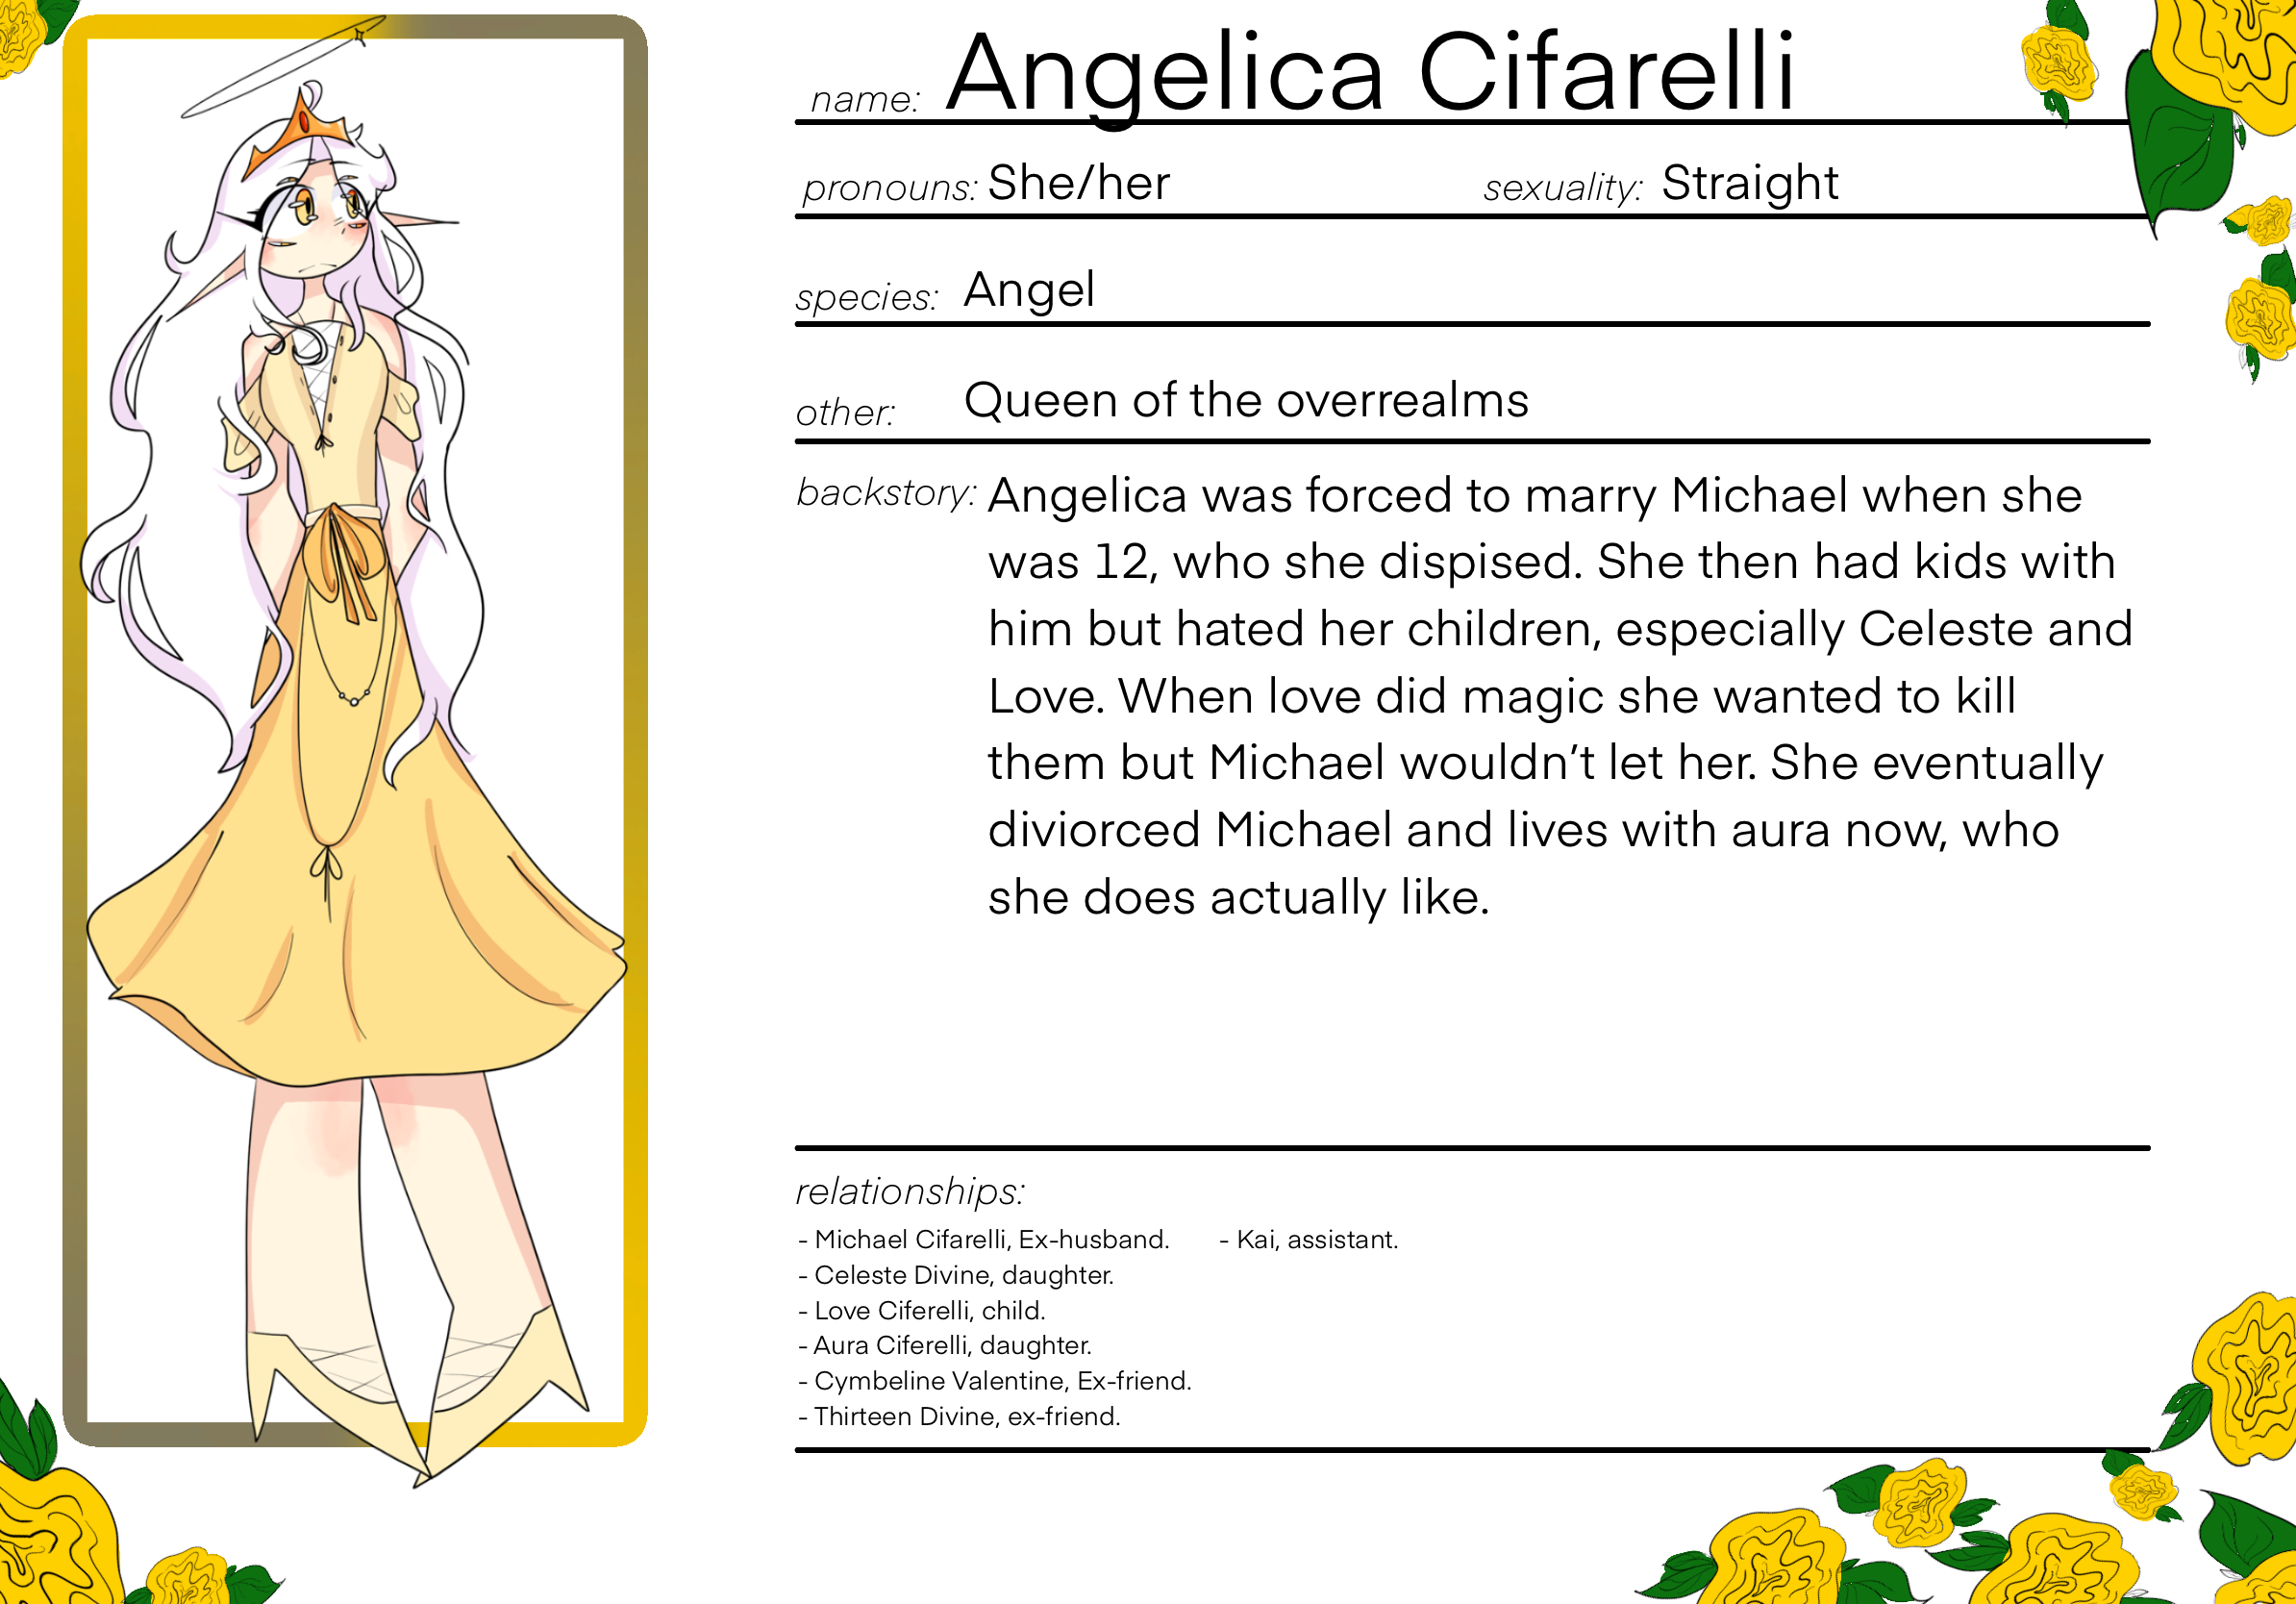 name: Angelica Cifarelli
pronouns: She/her sexuality: Straight
species: Angel
other: Queen of the overrealms
backstory: Angelica was forced to marry Michael when she
was 12, who she dispised. She then had kids with
him but hated her children, especially Celeste and
Love. When love did magic she wanted to kill
them but Michael wouldn’t let her. She eventually
diviorced Michael and lives with aura now, who
she does actually like.
relationships:
- Michael Cifarelli, Ex-husband. - Kai, assistant.
- Celeste Divine, daughter.
- Love Ciferelli, child.
- Aura Ciferelli, daughter.
- Cymbeline Valentine, Ex-friend.
- Thirteen Divine, ex-friend.